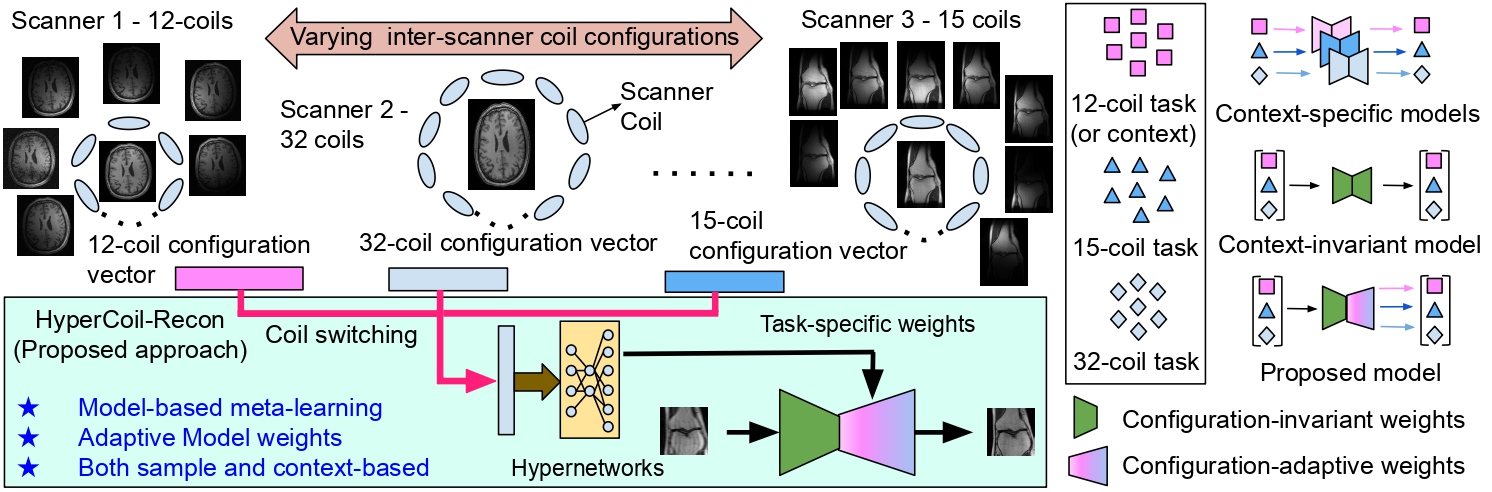 Scanner 1 - 12-coils
Varying inter-scanner coil configurations
Scanner 3 - 15 coils
Scanner 2 -
32 coils
Scanner
Coil
12-coil configuration
vector
32-coil configuration vector
15-coil
configuration vector
HyperCoil-Recon
(Proposed approach)
Coil switching
Task-specific weights
★ Model-based meta-learning
★ Adaptive Model weights
★ Both sample and context-based
Hypernetworks
12-coil task
(or context)
15-coil task
32-coil task
Context-specific models
Context-invariant model
Proposed model
Configuration-invariant weights
Configuration-adaptive weights